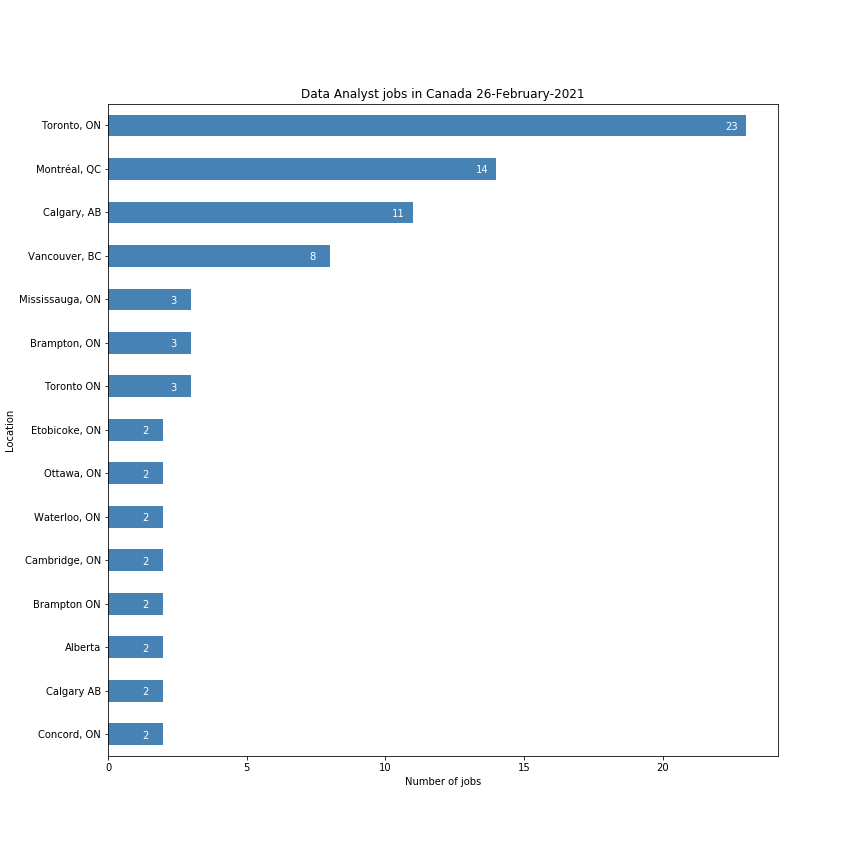 Data Analyst jobs in Canada 26-February-2021
Toronto, ON 23
Montréal, QC 14
Calgary, AB 11
Vancouver, BC 8
Mississauga, ON 3
Brampton, ON 3
Toronto ON 3
Etobicoke, ON 2
Ottawa, ON 2
Waterloo, ON 2
Cambridge, ON 2
Brampton ON 2
Alberta 2
Calgary AB 2
Concord, ON 2
Location
0 5 10 15 20
Number of jobs